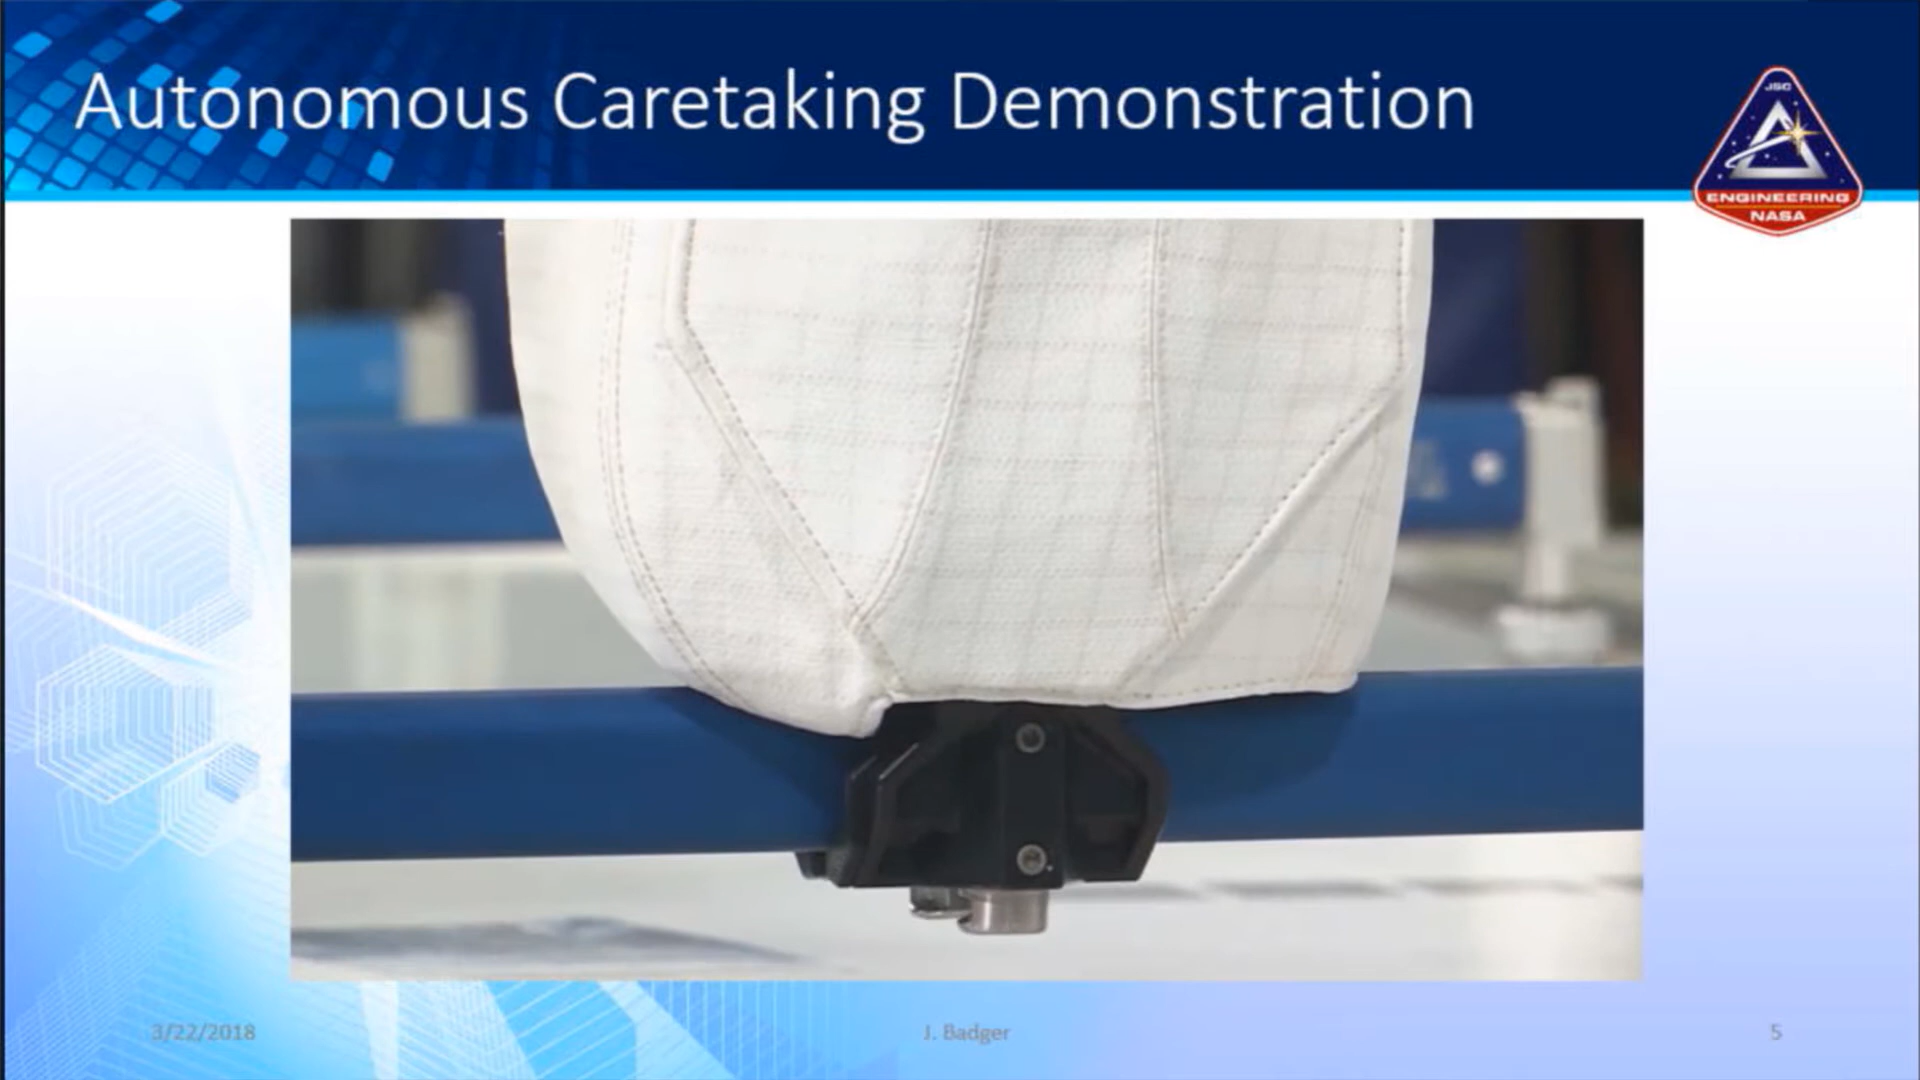 Autonomous Caretaking Demonstration
JSC
ENGINEERING
NASA
3/22/2018
J. Badger
5